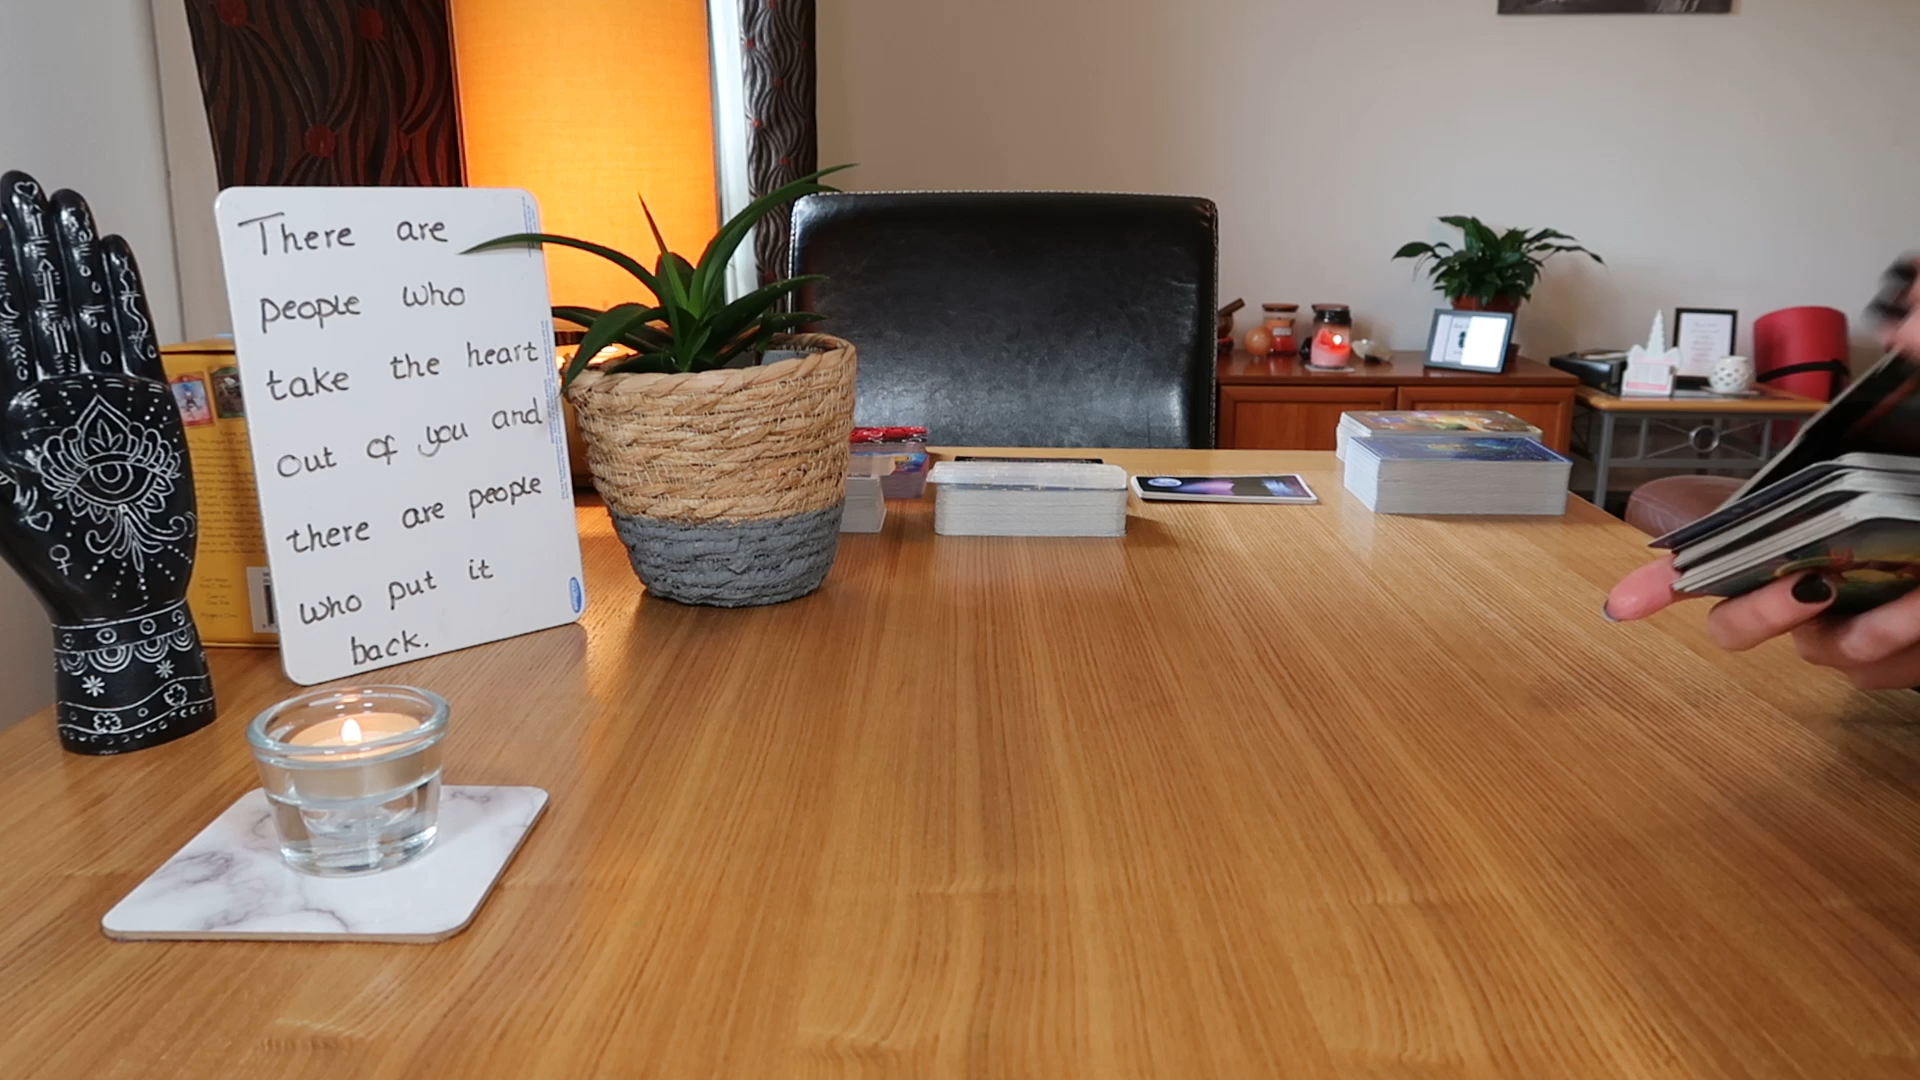 There are
people who
take the heart
out of you and
there are people
who put it
back.